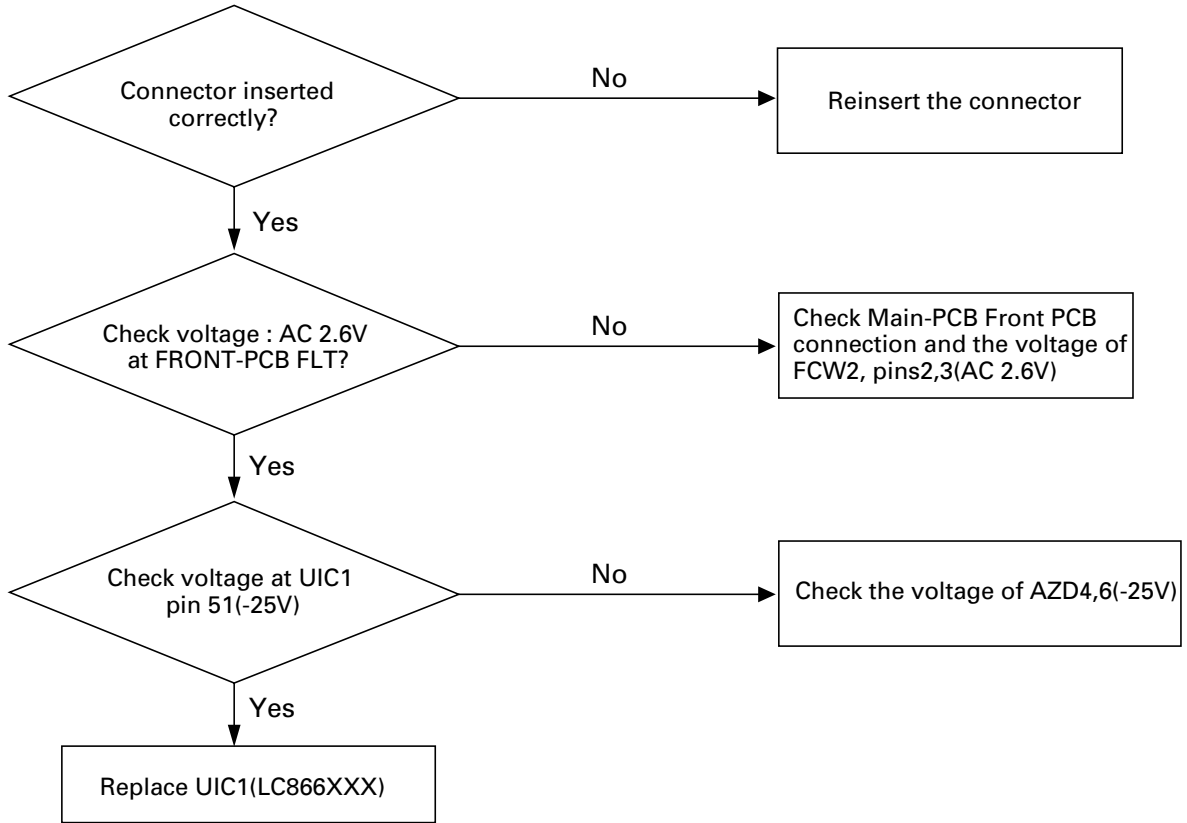 Connector inserted
correctly?
No
Reinsert the connector
Yes
Check voltage : AC 2.6V
at FRONT-PCB FLT?
No
Check Main-PCB Front PCB
connection and the voltage of
FCW2, pins2,3(AC 2.6V)
Yes
Check voltage at UIC1
pin 51(-25V)
No
Check the voltage of AZD4,6(-25V)
Yes
Replace UIC1(LC866XXX)